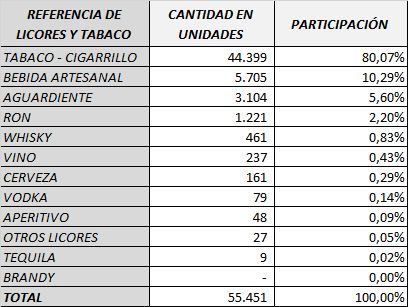 REFERENCIA DE LICORES Y TABACO CANTIDAD EN UNIDADES PARTICIPACIÓN
TABACO - CIGARRILLO 44.399 80,07%
BEBIDA ARTESANAL 5.705 10,29%
AGUARDIENTE 3.104 5,60%
RON 1.221 2,20%
WHISKY 461 0,83%
VINO 237 0,43%
CERVEZA 161 0,29%
VODKA 79 0,14%
APERITIVO 48 0,09%
OTROS LICORES 27 0,05%
TEQUILA 9 0,02%
BRANDY - 0,00%
TOTAL 55.451 100,00%